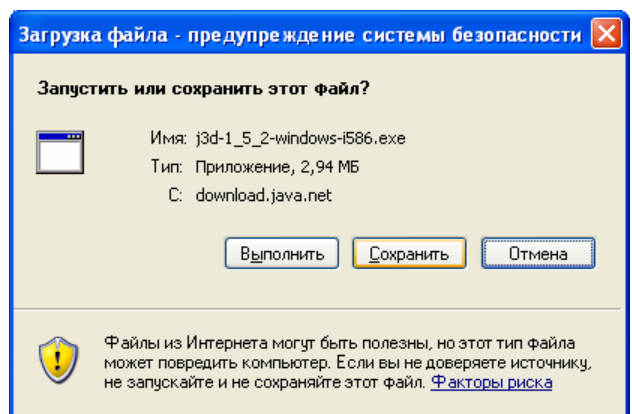 Загрузка файла - предупреждение системы безопасности
Запустить или сохранить этот файл?
Имя: j3d-1_5_2-windows-i586.exe
Тип: Приложение, 2,94 МБ
С: download.java.net
Выполнить Сохранить Отмена
Файлы из Интернета могут быть полезны, но этот тип файла
может повредить компьютер. Если вы не доверяете источнику,
не запускайте и не сохраняйте этот файл. Факторы риска